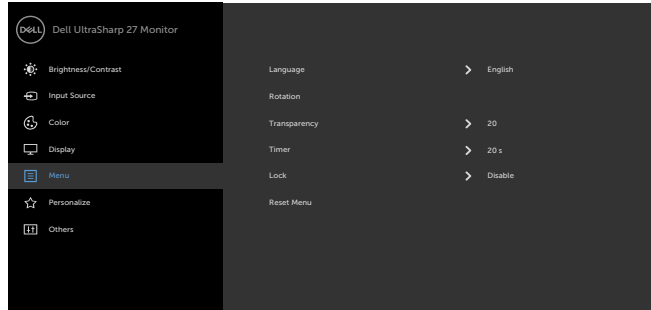 DELL Dell UltraSharp 27 Monitor
Brightness/Contrast
Input Source
Color
Display
Menu
Personalize
Others
Language English
Rotation
Transparency 20
Timer 20 s
Lock Disable
Reset Menu